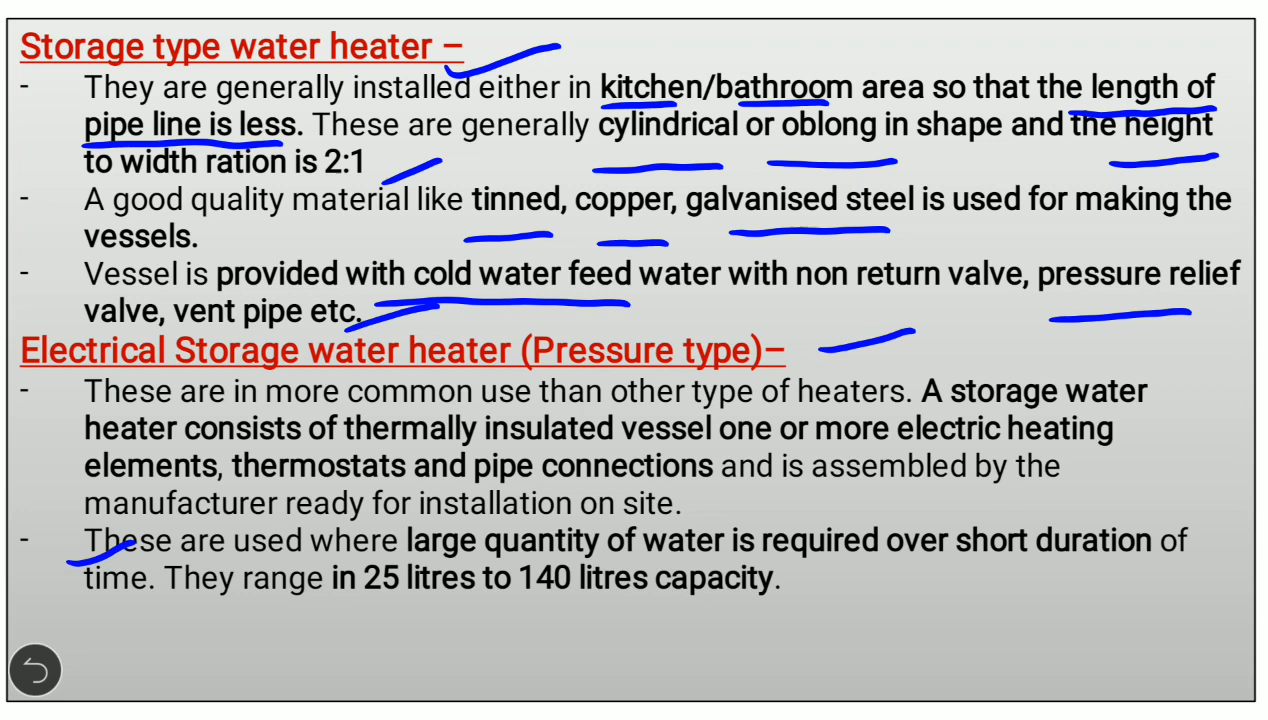 Storage type water heater –
- They are generally installed either in kitchen/bathroom area so that the length of
pipe line is less. These are generally cylindrical or oblong in shape and the height
to width ration is 2:1
- A good quality material like tinned, copper, galvanised steel is used for making the
vessels.
- Vessel is provided with cold water feed water with non return valve, pressure relief
valve, vent pipe etc.
Electrical Storage water heater (Pressure type)–
- These are in more common use than other type of heaters. A storage water
heater consists of thermally insulated vessel one or more electric heating
elements, thermostats and pipe connections and is assembled by the
manufacturer ready for installation on site.
- These are used where large quantity of water is required over short duration of
time. They range in 25 litres to 140 litres capacity.